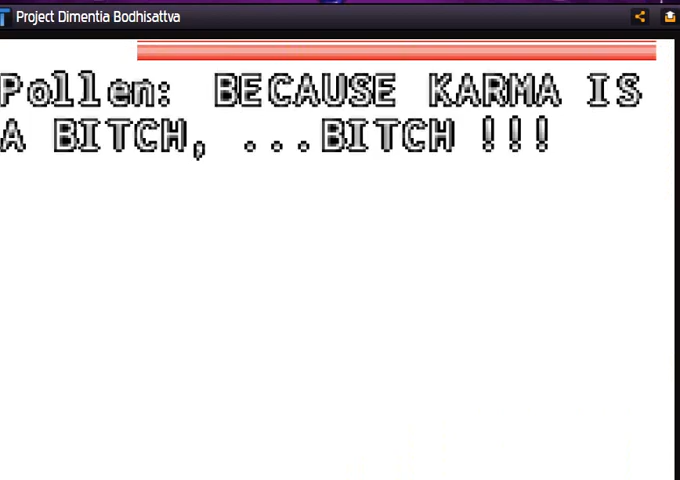 Project Dimentia Bodhisattva
Pollen: BECAUSE KARMA IS
A BITCH, ...BITCH !!!